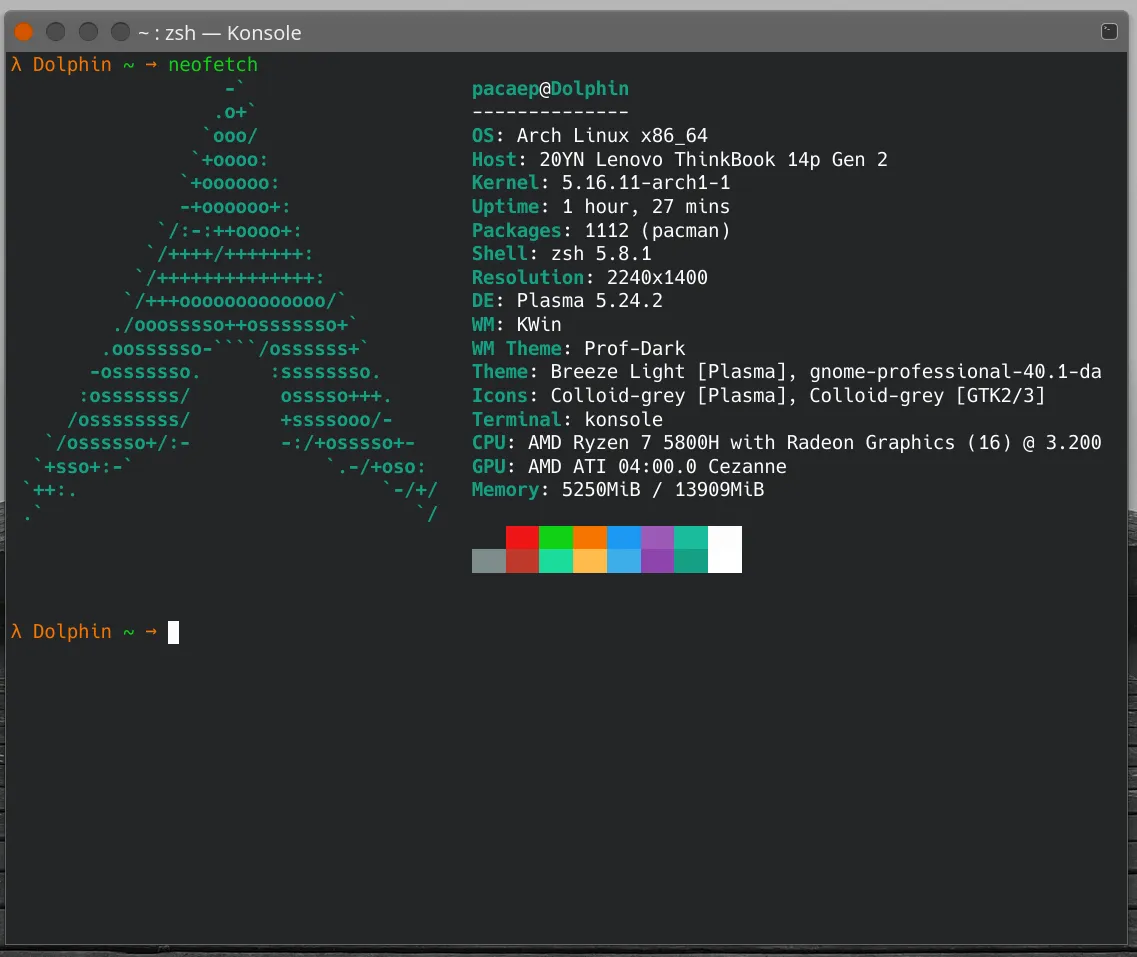 ~ : zsh — Konsole
λ Dolphin ~ → neofetch
-` pacaep@Dolphin
.o+` --------------
`ooo/ OS: Arch Linux x86_64
`+oooo: Host: 20YN Lenovo ThinkBook 14p Gen 2
`+oooooo: Kernel: 5.16.11-arch1-1
-+oooooo+: Uptime: 1 hour, 27 mins
`/:-:++oooo+: Packages: 1112 (pacman)
`/++++/+++++++: Shell: zsh 5.8.1
`/++++++++++++++: Resolution: 2240x1400
`/+++ooooooooooooo/` DE: Plasma 5.24.2
./ooosssso++osssssso+` WM: KWin
.oossssso-````/ossssss+` WM Theme: Prof-Dark
-osssssso. :ssssssso. Theme: Breeze Light [Plasma], gnome-professional-40.1-da
:osssssss/ osssso+++. Icons: Colloid-grey [Plasma], Colloid-grey [GTK2/3]
/ossssssss/ +ssssooo/- Terminal: konsole
`/ossssso+/:- -:/+osssso+- CPU: AMD Ryzen 7 5800H with Radeon Graphics (16) @ 3.200
`+sso+:-` `.-/+oso: GPU: AMD ATI 04:00.0 Cezanne
`++:. `-/+/ Memory: 5250MiB / 13909MiB
.` `/
λ Dolphin ~ →